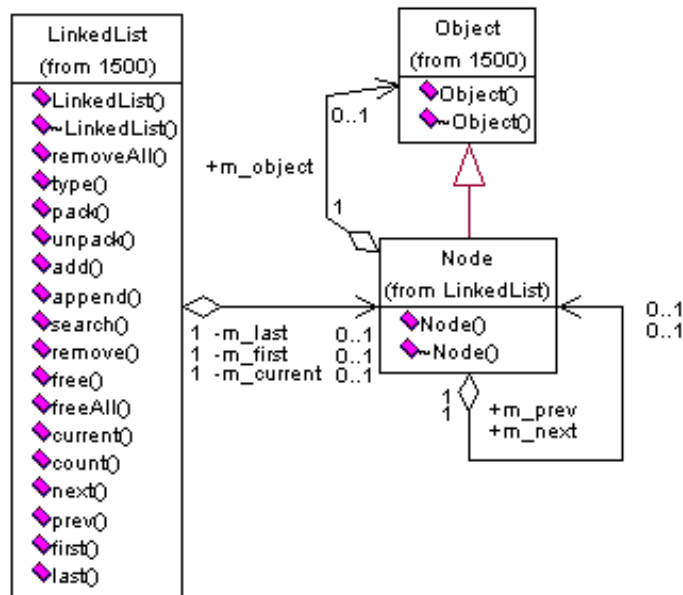 LinkedList
(from 1500)
LinkedList()
~LinkedList()
removeAll()
type()
pack()
unpack()
add()
append()
search()
remove()
free()
freeAll()
current()
count()
next()
prev()
first()
last()
Object
(from 1500)
Object()
~Object()
0..1
+m_object
1
Node
(from LinkedList)
Node()
~Node()
1 -m_last 0..1
1 -m_first 0..1
1 -m_current 0..1
0..1
0..1
1
1
+m_prev
+m_next